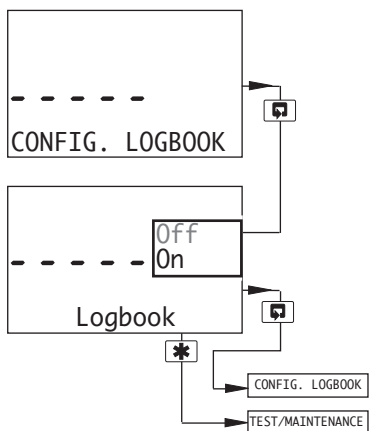 - - - - -
CONFIG. LOGBOOK
Off
- - - - - On
Logbook
CONFIG. LOGBOOK
TEST/MAINTENANCE